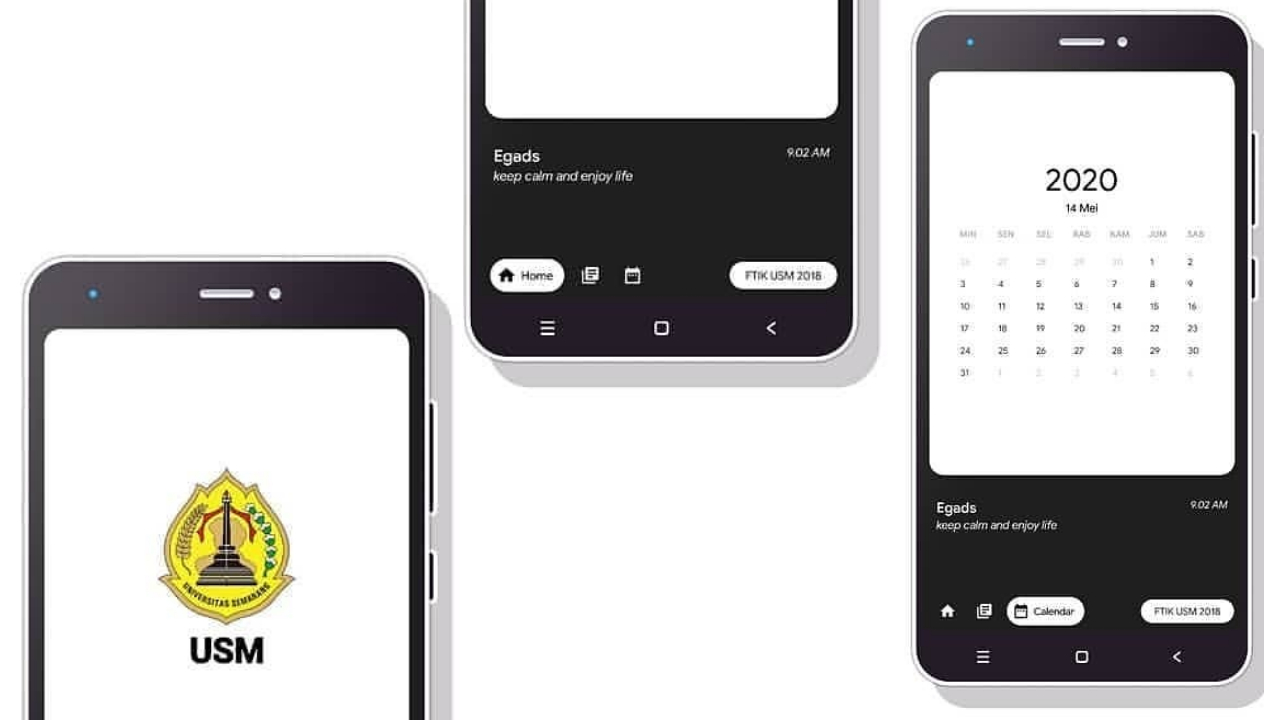 UNIVERSITAS SEMARANG
USM
Egads
9.02 AM
keep calm and enjoy life
Home
FTIK USM 2018
2020
14 Mei
MIN SEN SEL RAB KAM JUM SAB
26 27 28 29 30 1 2
3 4 5 6 7 8 9
10 11 12 13 14 15 16
17 18 19 20 21 22 23
24 25 26 27 28 29 30
31 1 2 3 4 5 6
Egads
9.02 AM
keep calm and enjoy life
Calendar
FTIK USM 2018